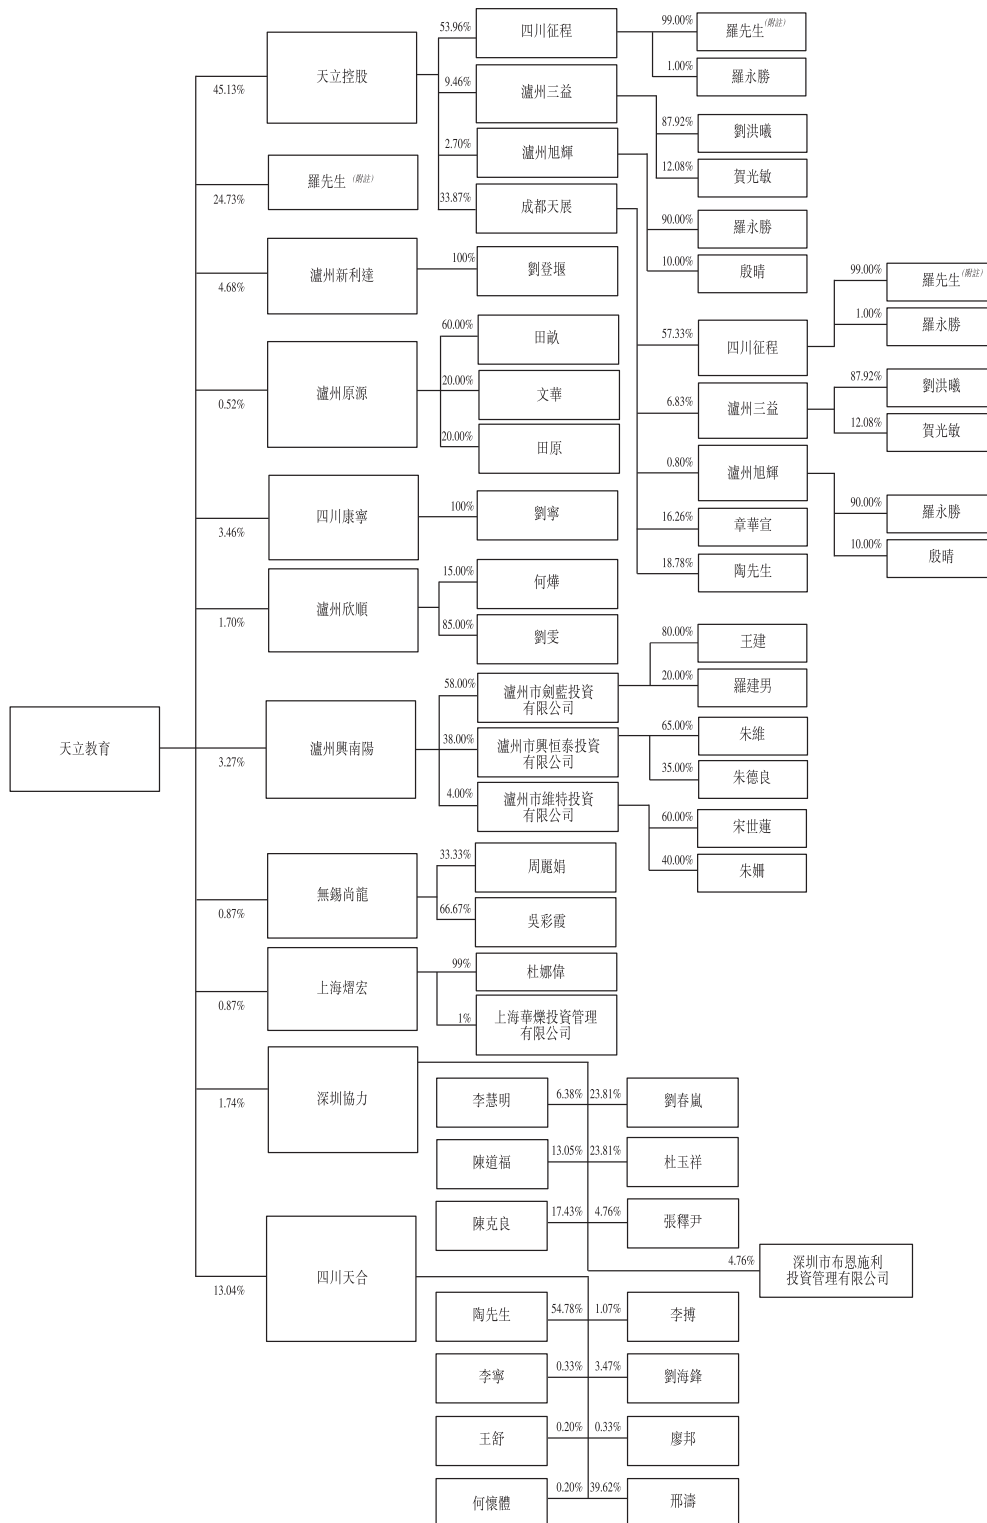 天立教育
45.13%
天立控股
53.96%
四川征程
99.00%
羅先生(附註)
1.00%
羅永勝
9.46%
瀘州三益
87.92%
劉洪曦
12.08%
賀光敏
2.70%
瀘州旭輝
90.00%
羅永勝
10.00%
殷晴
33.87%
成都天展
57.33%
四川征程
99.00%
羅先生(附註)
1.00%
羅永勝
6.83%
瀘州三益
87.92%
劉洪曦
12.08%
賀光敏
0.80%
瀘州旭輝
90.00%
羅永勝
10.00%
殷晴
16.26%
章華宣
18.78%
陶先生
24.73%
羅先生(附註)
4.68%
瀘州新利達
100%
劉登堰
0.52%
瀘州原源
60.00%
田畝
20.00%
文華
20.00%
田原
3.46%
四川康寧
100%
劉寧
1.70%
瀘州欣順
15.00%
何燁
85.00%
劉雯
3.27%
瀘州興南陽
58.00%
瀘州市劍藍投資
有限公司
80.00%
王建
20.00%
羅建男
38.00%
瀘州市興恒泰投資
有限公司
65.00%
朱維
35.00%
朱德良
4.00%
瀘州市維特投資
有限公司
60.00%
宋世蓮
40.00%
朱姍
0.87%
無錫尚龍
33.33%
周麗娟
66.67%
吳彩霞
0.87%
上海熠宏
99%
杜娜偉
1%
上海華爍投資管理
有限公司
1.74%
深圳協力
李慧明
6.38%
23.81%
劉春嵐
陳道福
13.05%
23.81%
杜玉祥
陳克良
17.43%
4.76%
張釋尹
4.76%
深圳市布恩施利
投資管理有限公司
13.04%
四川天合
陶先生
54.78%
1.07%
李搏
李寧
0.33%
3.47%
劉海鋒
王舒
0.20%
0.33%
廖邦
何懷體
0.20%
39.62%
邢濤